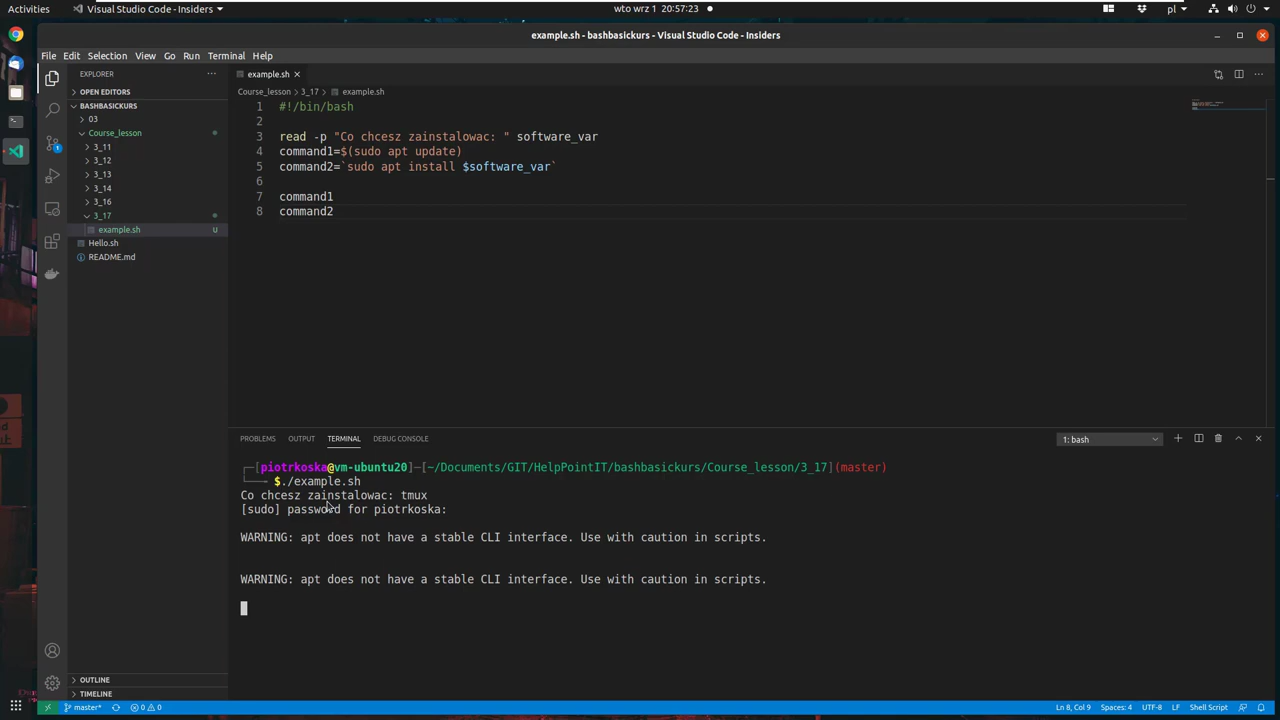 Activities
Visual Studio Code - Insiders
wto wrz 1 20:57:23
pl
example.sh - bashbasickurs - Visual Studio Code - Insiders
File Edit Selection View Go Run Terminal Help
EXPLORER
example.sh
OPEN EDITORS
BASHBASICKURS
03
Course_lesson
3_11
3_12
3_13
3_14
3_16
3_17
example.sh U
Hello.sh
README.md
OUTLINE
TIMELINE
1
Course_lesson > 3_17 > example.sh
1 #!/bin/bash
2
3 read -p "Co chcesz zainstalowac: " software_var
4 command1=$(sudo apt update)
5 command2=`sudo apt install $software_var`
6
7 command1
8 command2
PROBLEMS OUTPUT TERMINAL DEBUG CONSOLE
1: bash
┌─[piotrkoska@vm-ubuntu20]─[~/Documents/GIT/HelpPointIT/bashbasickurs/Course_lesson/3_17](master)
└──╼ $./example.sh
Co chcesz zainstalowac: tmux
[sudo] password for piotrkoska:
WARNING: apt does not have a stable CLI interface. Use with caution in scripts.
WARNING: apt does not have a stable CLI interface. Use with caution in scripts.
master* 0 0
Ln 8, Col 9 Spaces: 4 UTF-8 LF Shell Script